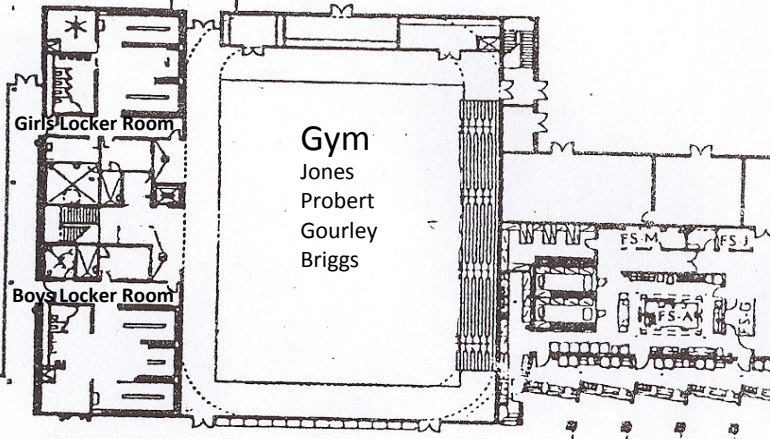 Girls Locker Room
Gym
Jones
Probert
Gourley
Briggs
FS-M
FS-J
Boys Locker Room
FS-A
FS-G